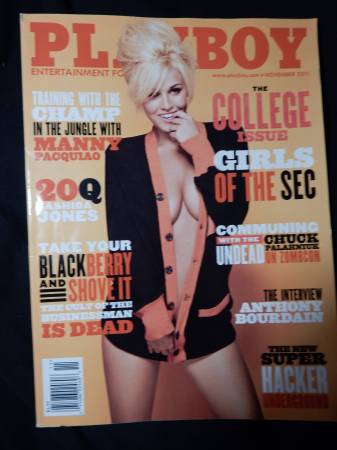 PLAYBOY
ENTERTAINMENT FO
www.playboy.com • NOVEMBER 2011
TRAINING WITH THE
CHAMP
IN THE JUNGLE WITH
MANNY
PACQUIAO
THE
COLLEGE
ISSUE
GIRLS
OF THE SEC
20Q
RASHIDA
JONES
COMMUNING
WITH THE
UNDEAD
CHUCK
PALAHNIUK
ON ZOMBCON
TAKE YOUR
BLACKBERRY
AND
SHOVE IT
THE CULT OF THE
BUSINESSMAN
IS DEAD
THE INTERVIEW
ANTHONY
BOURDAIN
THE NEW
SUPER
HACKER
UNDERGROUND